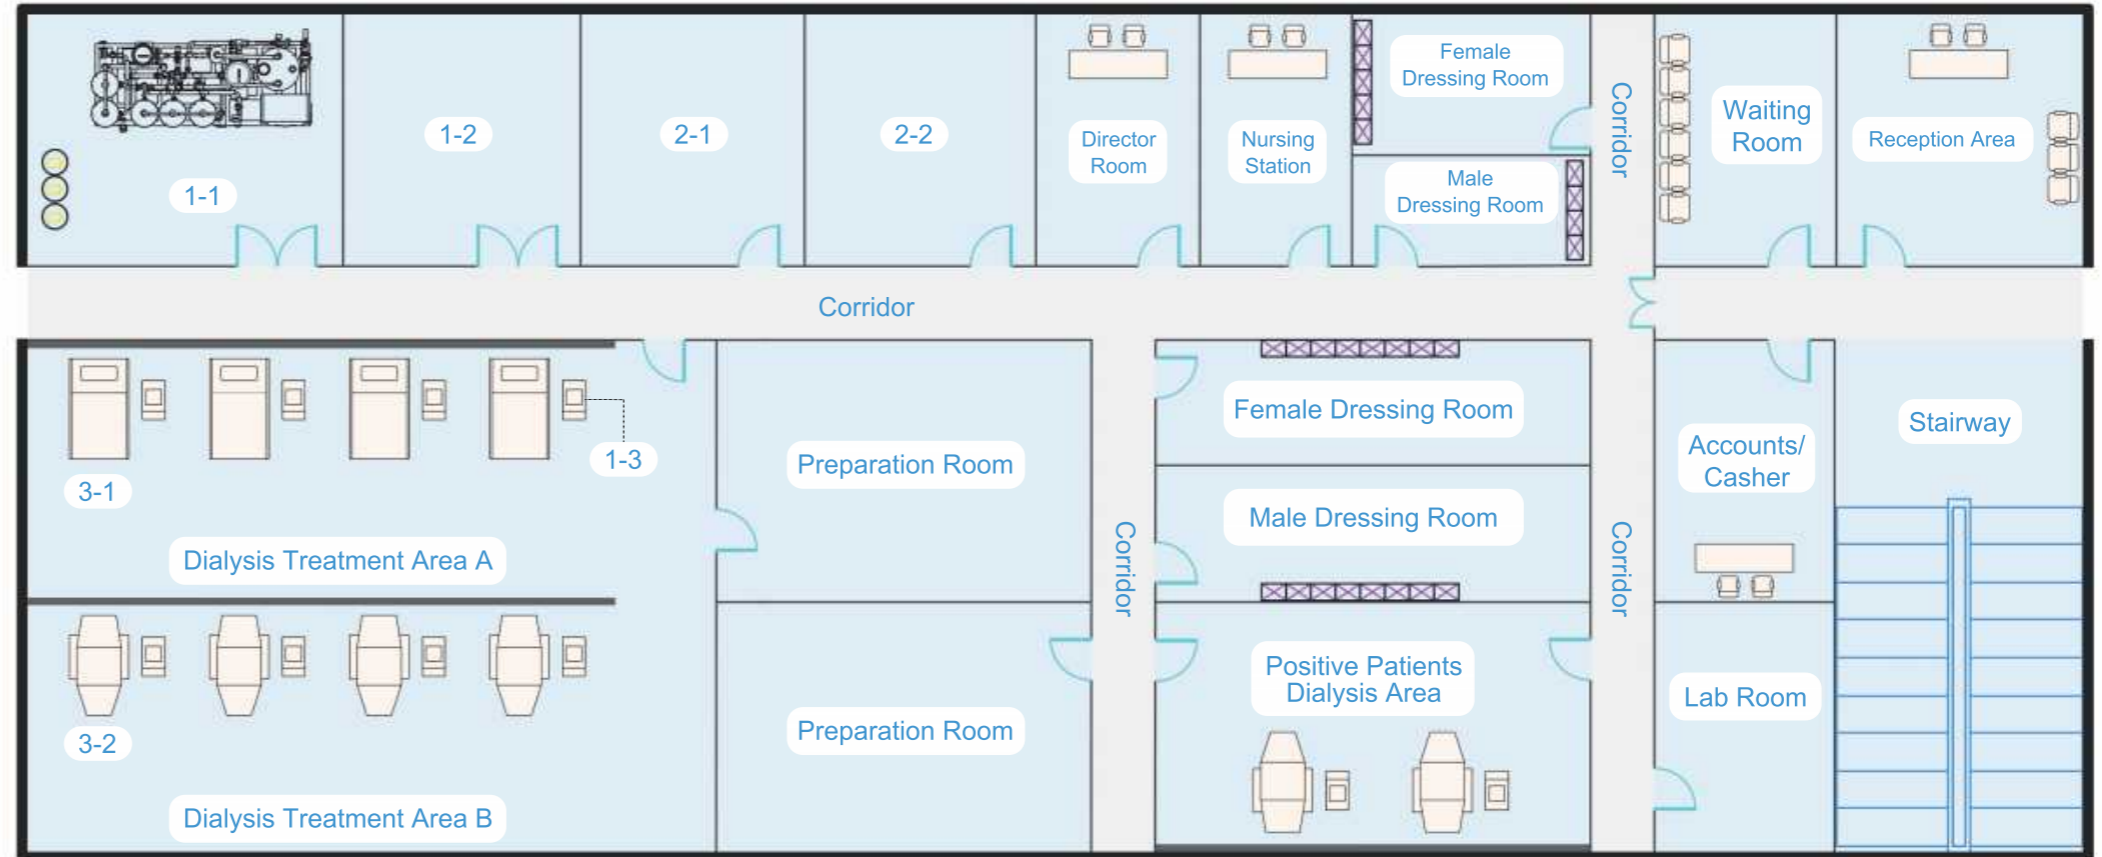 1-1
1-2
2-1
2-2
Director
Room
Nursing
Station
Female
Dressing Room
Male
Dressing Room
Corridor
Waiting
Room
Reception Area
Corridor
3-1
1-3
Dialysis Treatment Area A
3-2
Dialysis Treatment Area B
Preparation Room
Preparation Room
Corridor
Female Dressing Room
Male Dressing Room
Positive Patients
Dialysis Area
Corridor
Accounts/
Casher
Lab Room
Stairway